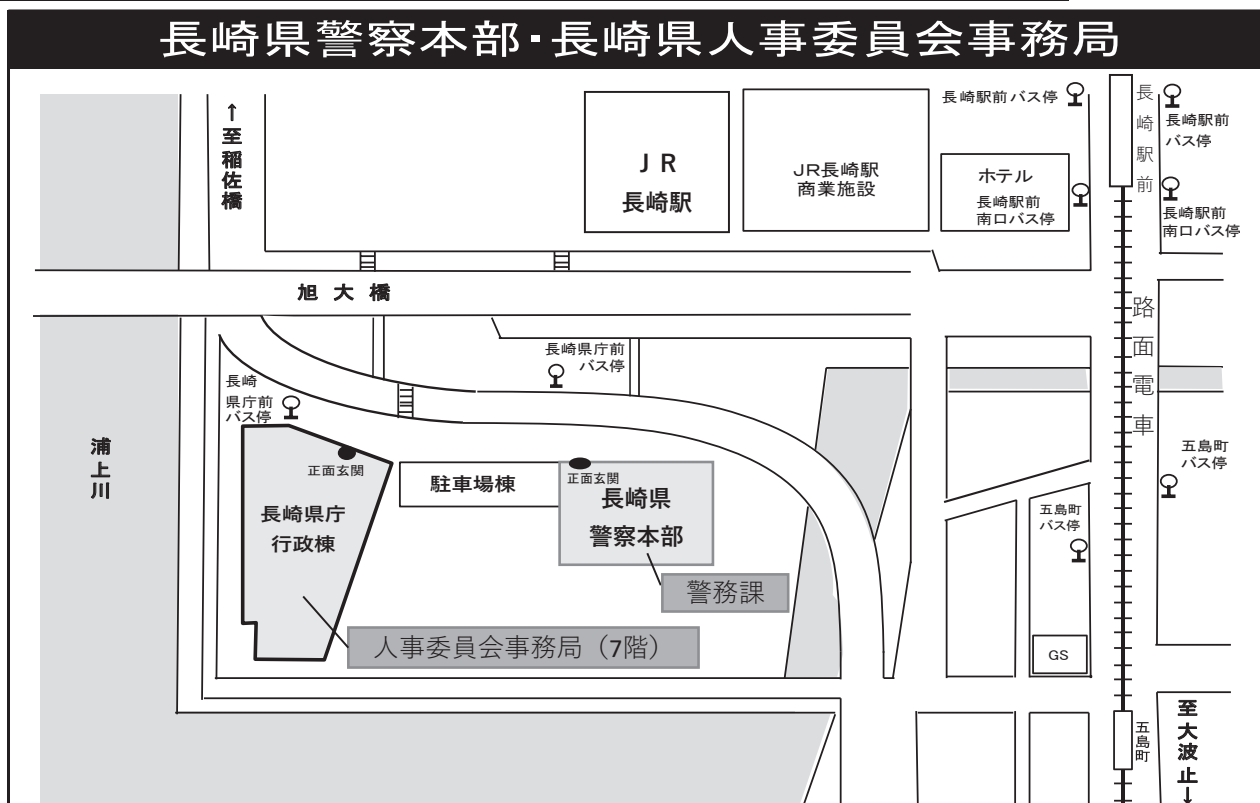 長崎県警察本部・長崎県人事委員会事務局
↑至稲佐橋
JR
長崎駅
JR長崎駅
商業施設
長崎駅前バス停
ホテル
長崎駅前
南口バス停
長崎駅前
長崎駅前
バス停
長崎駅前
南口バス停
旭大橋
路面電車
長崎県庁前
バス停
長崎
県庁前
バス停
浦上川
正面玄関
長崎県庁
行政棟
駐車場棟
正面玄関
長崎県
警察本部
警務課
人事委員会事務局（7階）
五島町
バス停
五島町
バス停
GS
五島町
至大波止↓